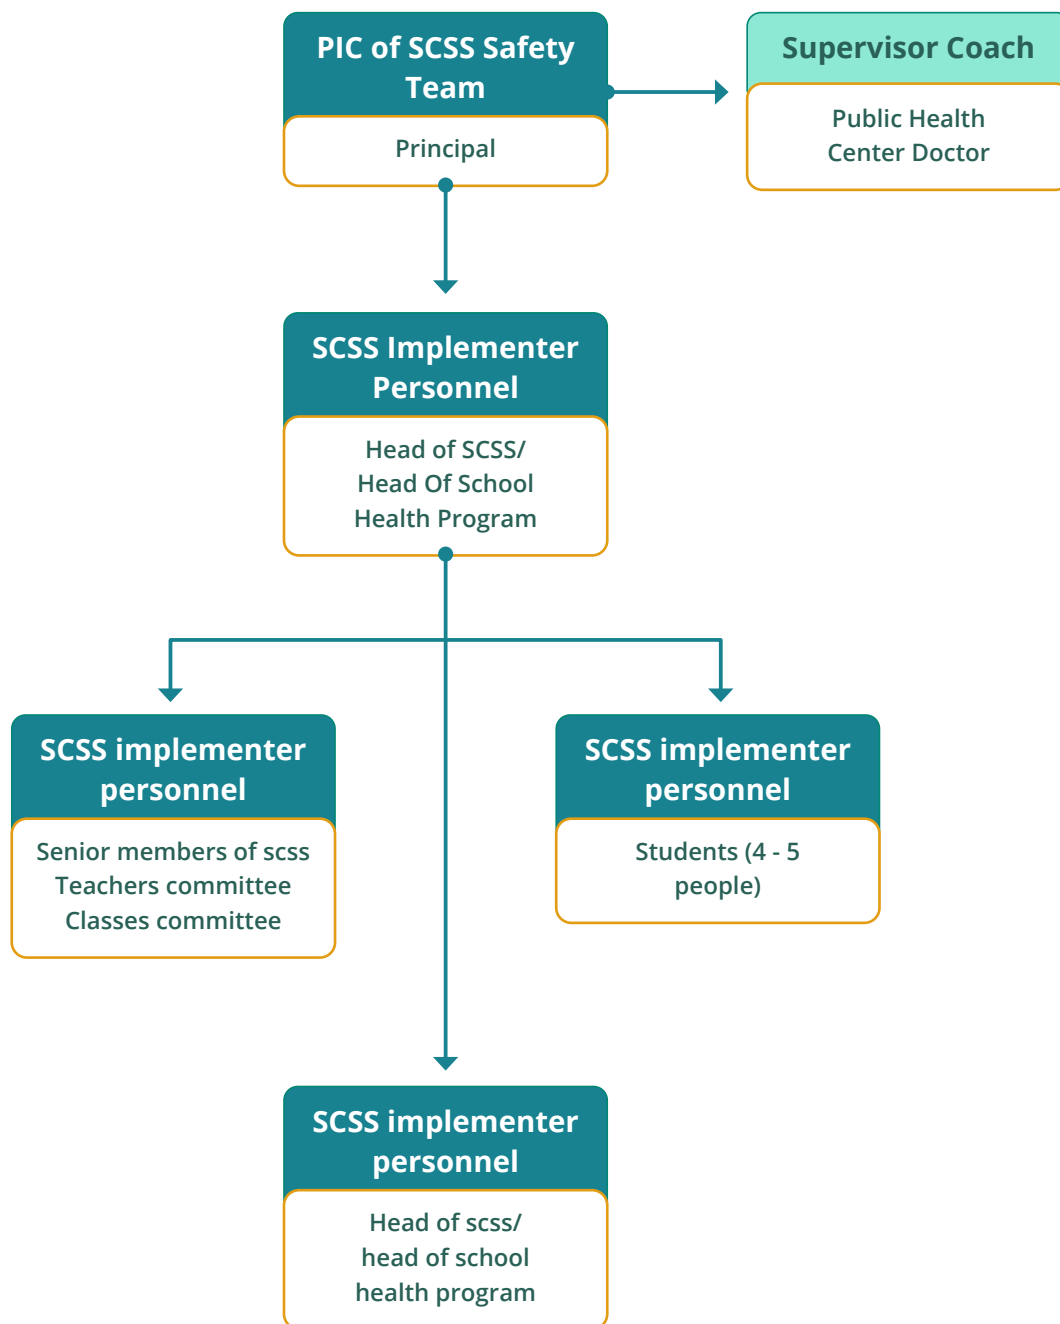 PIC of SCSS Safety
Team
Principal
Supervisor Coach
Public Health
Center Doctor
SCSS Implementer
Personnel
Head of SCSS/
Head Of School
Health Program
SCSS implementer
personnel
Senior members of scss
Teachers committee
Classes committee
SCSS implementer
personnel
Students (4 - 5
people)
SCSS implementer
personnel
Head of scss/
head of school
health program